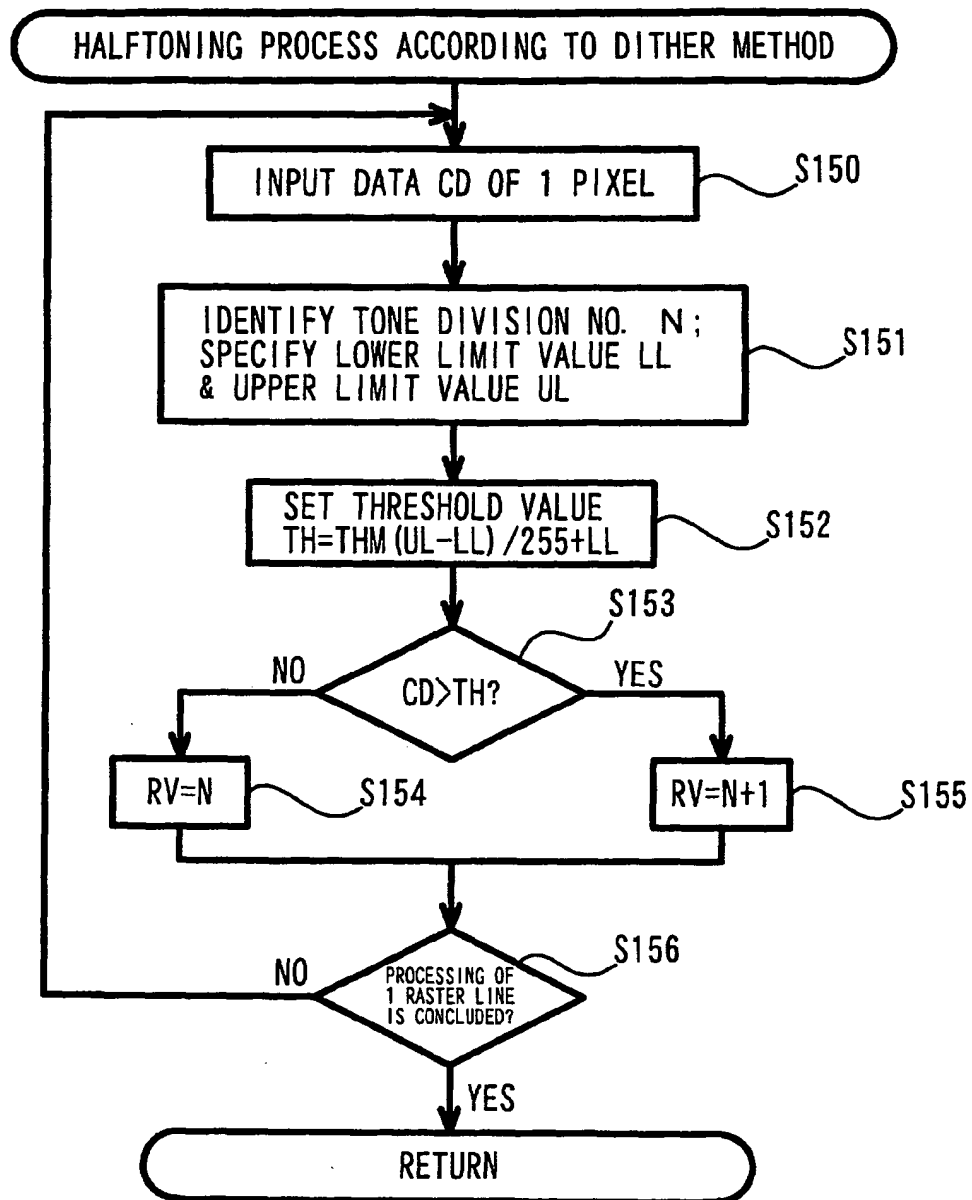 HALFTONING PROCESS ACCORDING TO DITHER METHOD
INPUT DATA CD OF 1 PIXEL
S150
IDENTIFY TONE DIVISION NO. N;
SPECIFY LOWER LIMIT VALUE LL
& UPPER LIMIT VALUE UL
S151
SET THRESHOLD VALUE
TH=THM(UL-LL)/255+LL
S152
S153
NO
CD>TH?
YES
RV=N
S154
RV=N+1
S155
S156
NO
PROCESSING OF
1 RASTER LINE
IS CONCLUDED?
YES
RETURN